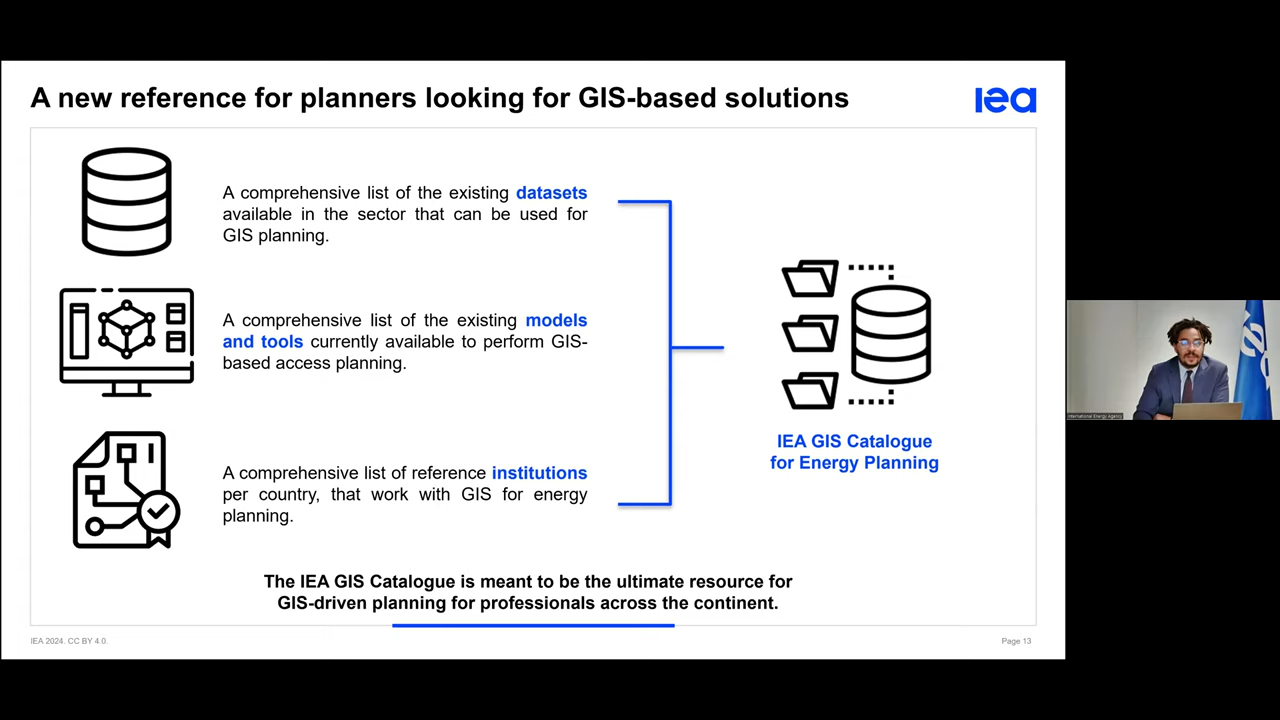 A new reference for planners looking for GIS-based solutions
iea
A comprehensive list of the existing datasets
available in the sector that can be used for
GIS planning.
A comprehensive list of the existing models
and tools currently available to perform GIS-
based access planning.
A comprehensive list of reference institutions
per country, that work with GIS for energy
planning.
IEA GIS Catalogue
for Energy Planning
The IEA GIS Catalogue is meant to be the ultimate resource for
GIS-driven planning for professionals across the continent.
IEA 2024. CC BY 4.0.
Page 13
International Energy Agency